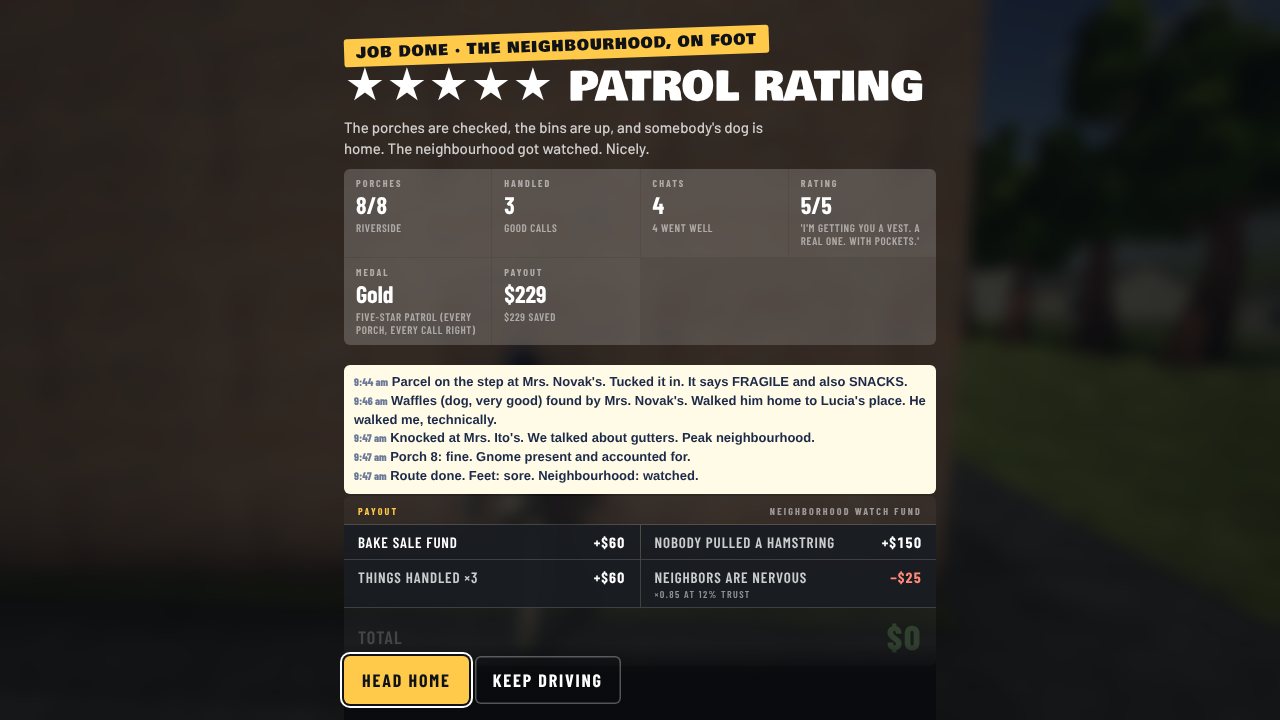 JOB DONE · THE NEIGHBOURHOOD, ON FOOT
★★★★★ PATROL RATING
The porches are checked, the bins are up, and somebody's dog is
home. The neighbourhood got watched. Nicely.
PORCHES
8/8
RIVERSIDE
HANDLED
3
GOOD CALLS
CHATS
4
4 WENT WELL
RATING
5/5
'I'M GETTING YOU A VEST. A
REAL ONE. WITH POCKETS.'
MEDAL
Gold
FIVE-STAR PATROL (EVERY
PORCH, EVERY CALL RIGHT)
PAYOUT
$229
$229 SAVED
9:44 am Parcel on the step at Mrs. Novak's. Tucked it in. It says FRAGILE and also SNACKS.
9:46 am Waffles (dog, very good) found by Mrs. Novak's. Walked him home to Lucia's place. He
walked me, technically.
9:47 am Knocked at Mrs. Ito's. We talked about gutters. Peak neighbourhood.
9:47 am Porch 8: fine. Gnome present and accounted for.
9:47 am Route done. Feet: sore. Neighbourhood: watched.
PAYOUT
NEIGHBORHOOD WATCH FUND
BAKE SALE FUND +$60
NOBODY PULLED A HAMSTRING +$150
THINGS HANDLED ×3 +$60
NEIGHBORS ARE NERVOUS −$25
×0.85 AT 12% TRUST
TOTAL $0
HEAD HOME
KEEP DRIVING